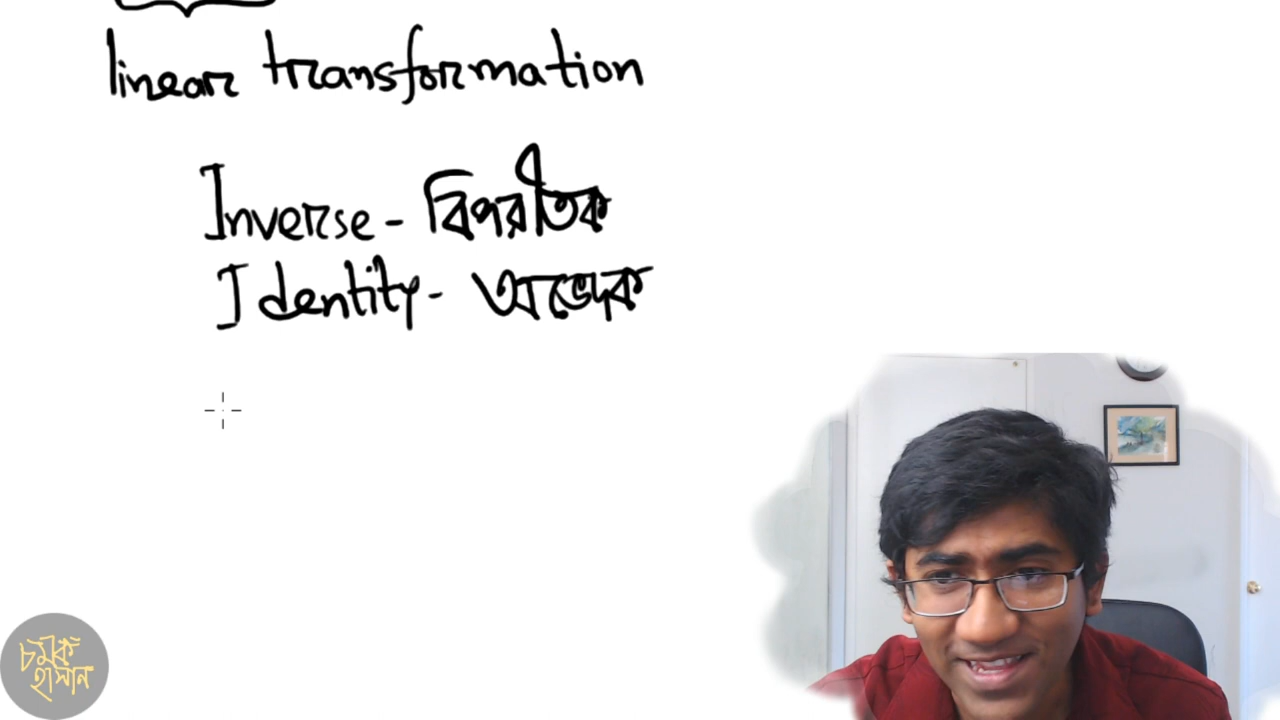 linear transformation
Inverse - বিপরীতক
Identity - অভেদক
চমক
হাসান